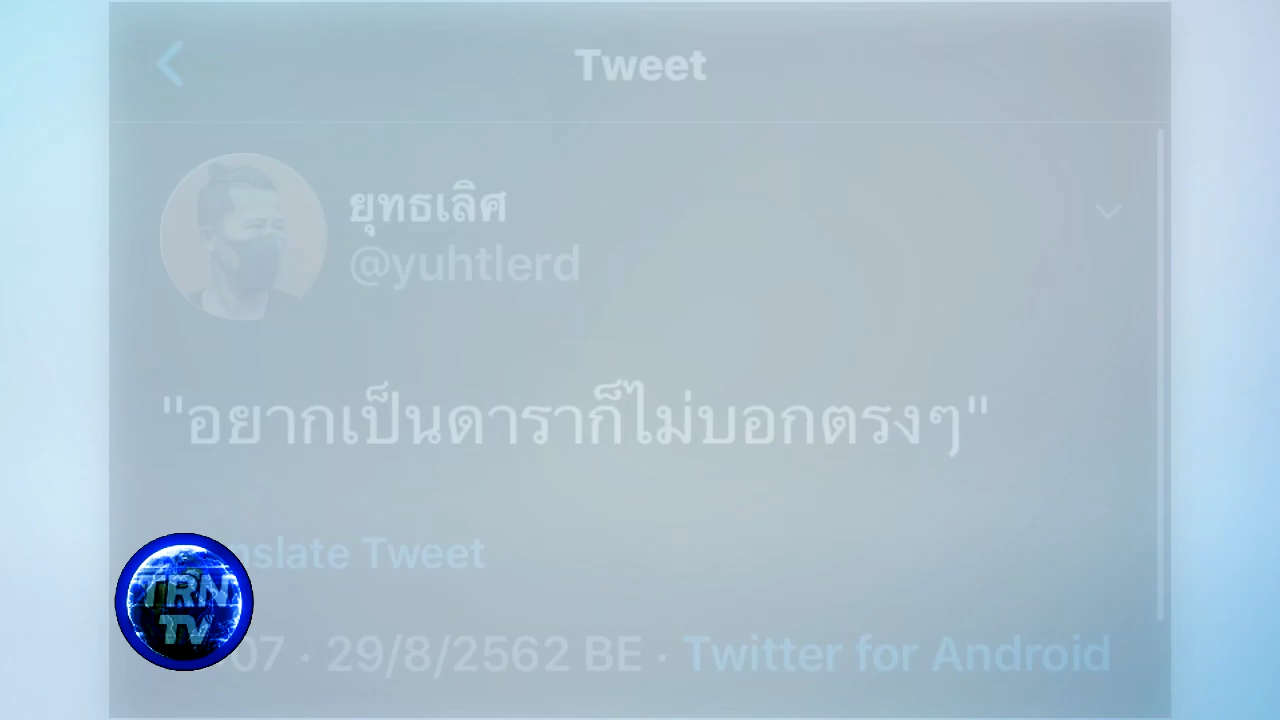 Tweet
ยุทธเลิศ
@yuhtlerd
"อยากเป็นดาราก็ไม่บอกตรงๆ"
nslate Tweet
07 · 29/8/2562 BE · Twitter for Android
TRN
TV